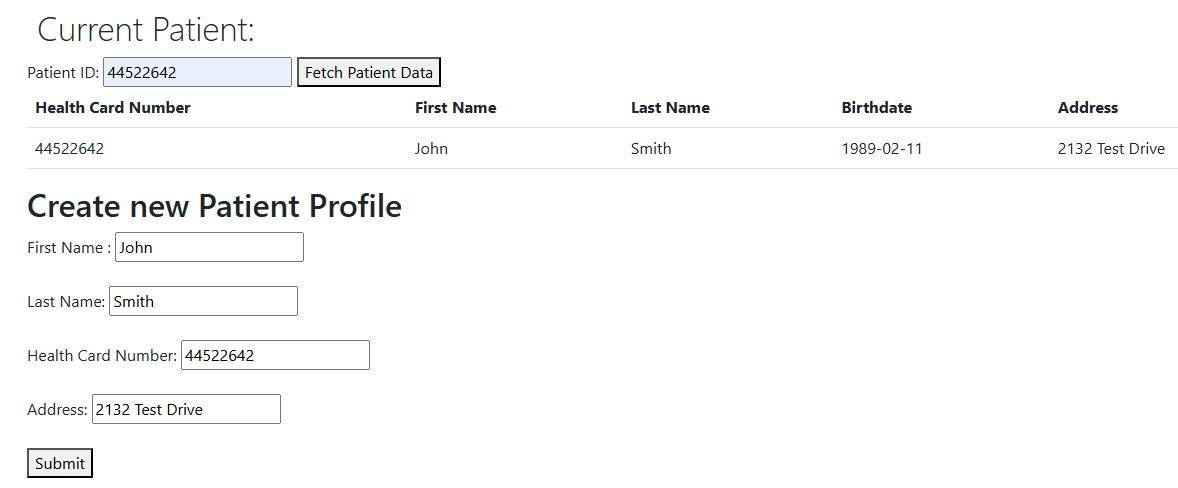 Current Patient:
Patient ID: 44522642 Fetch Patient Data
Health Card Number First Name Last Name Birthdate Address
44522642 John Smith 1989-02-11 2132 Test Drive
Create new Patient Profile
First Name : John
Last Name: Smith
Health Card Number: 44522642
Address: 2132 Test Drive
Submit